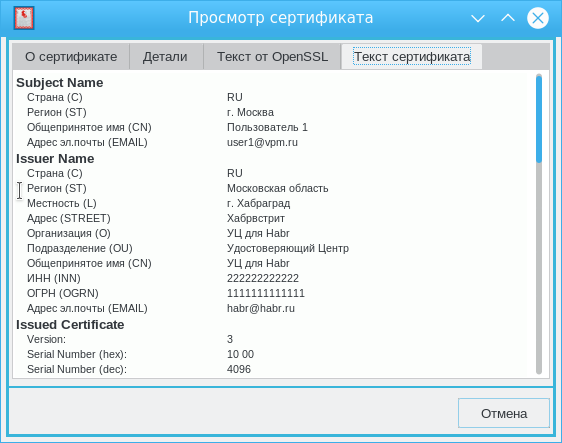 Просмотр сертификата
О сертификате Детали Текст от OpenSSL Текст сертификата
Subject Name
Страна (C) RU
Регион (ST) г. Москва
Общепринятое имя (CN) Пользователь 1
Адрес эл.почты (EMAIL) user1@vpm.ru
Issuer Name
Страна (C) RU
Регион (ST) Московская область
Местность (L) г. Хабраград
Адрес (STREET) Хабрвстрит
Организация (O) УЦ для Habr
Подразделение (OU) Удостоверяющий Центр
Общепринятое имя (CN) УЦ для Habr
ИНН (INN) 222222222222
ОГРН (OGRN) 1111111111111
Адрес эл.почты (EMAIL) habr@habr.ru
Issued Certificate
Version: 3
Serial Number (hex): 10 00
Serial Number (dec): 4096
Отмена